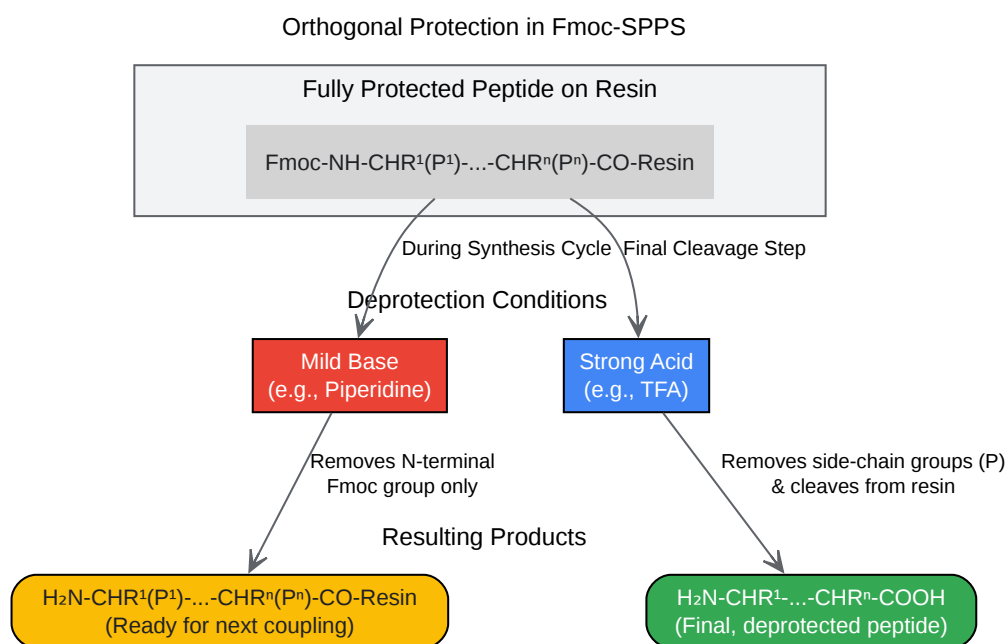 Orthogonal Protection in Fmoc-SPPS
Fully Protected Peptide on Resin
Fmoc-NH-CHR¹(P¹)-...-CHRⁿ(Pⁿ)-CO-Resin
During Synthesis Cycle
Final Cleavage Step
Deprotection Conditions
Mild Base
(e.g., Piperidine)
Strong Acid
(e.g., TFA)
Removes N-terminal
Fmoc group only
Removes side-chain groups (P)
& cleaves from resin
Resulting Products
H₂N-CHR¹(P¹)-...-CHRⁿ(Pⁿ)-CO-Resin
(Ready for next coupling)
H₂N-CHR¹-...-CHRⁿ-COOH
(Final, deprotected peptide)